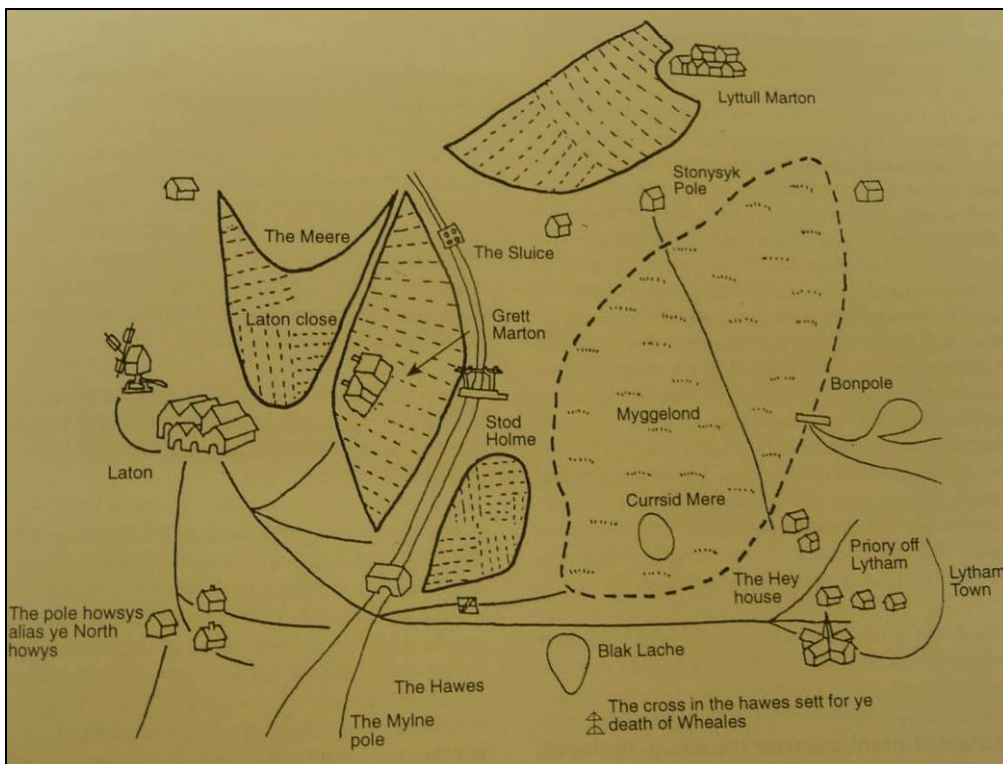 Lyttull Marton
Stonysyk
Pole
The Meere
The Sluice
Laton close
Grett
Marton
Bonpole
Myggelond
Stod
Holme
Laton
Currsid Mere
Priory off
Lytham
The Hey
house
Lytham
Town
The pole howsys
alias ye North
howys
Blak Lache
The Hawes
The cross in the hawes sett for ye
death of Wheales
The Mylne
pole